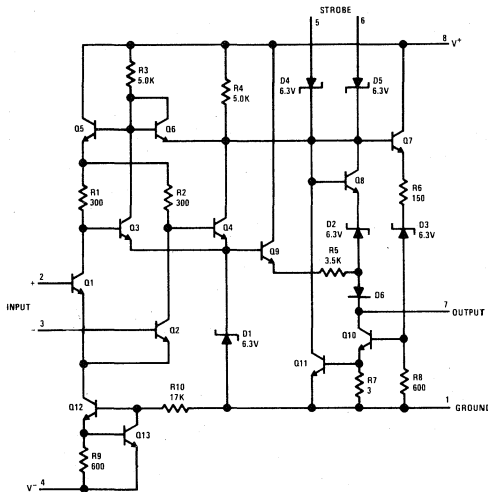 STROBE
5 6
8 V+
R3
5.0K
R4
5.0K
D4
6.3V
D5
6.3V
Q5
Q6
Q7
Q8
R1
300
R2
300
R6
150
Q3
Q4
D2
6.3V
D3
6.3V
Q9
R5
3.5K
+ 2
Q1
D6
INPUT
7
OUTPUT
- 3
Q2
D1
6.3V
Q10
Q11
R10
17K
R7
3
R8
600
Q12
1
GROUND
Q13
R9
600
V- 4